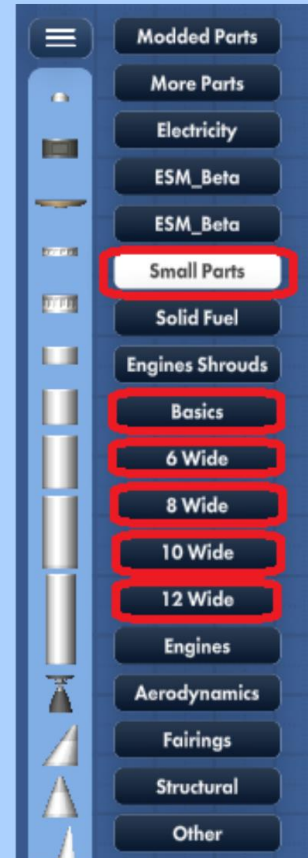 Modded Parts
More Parts
Electricity
ESM_Beta
ESM_Beta
Small Parts
Solid Fuel
Engines Shrouds
Basics
6 Wide
8 Wide
10 Wide
12 Wide
Engines
Aerodynamics
Fairings
Structural
Other